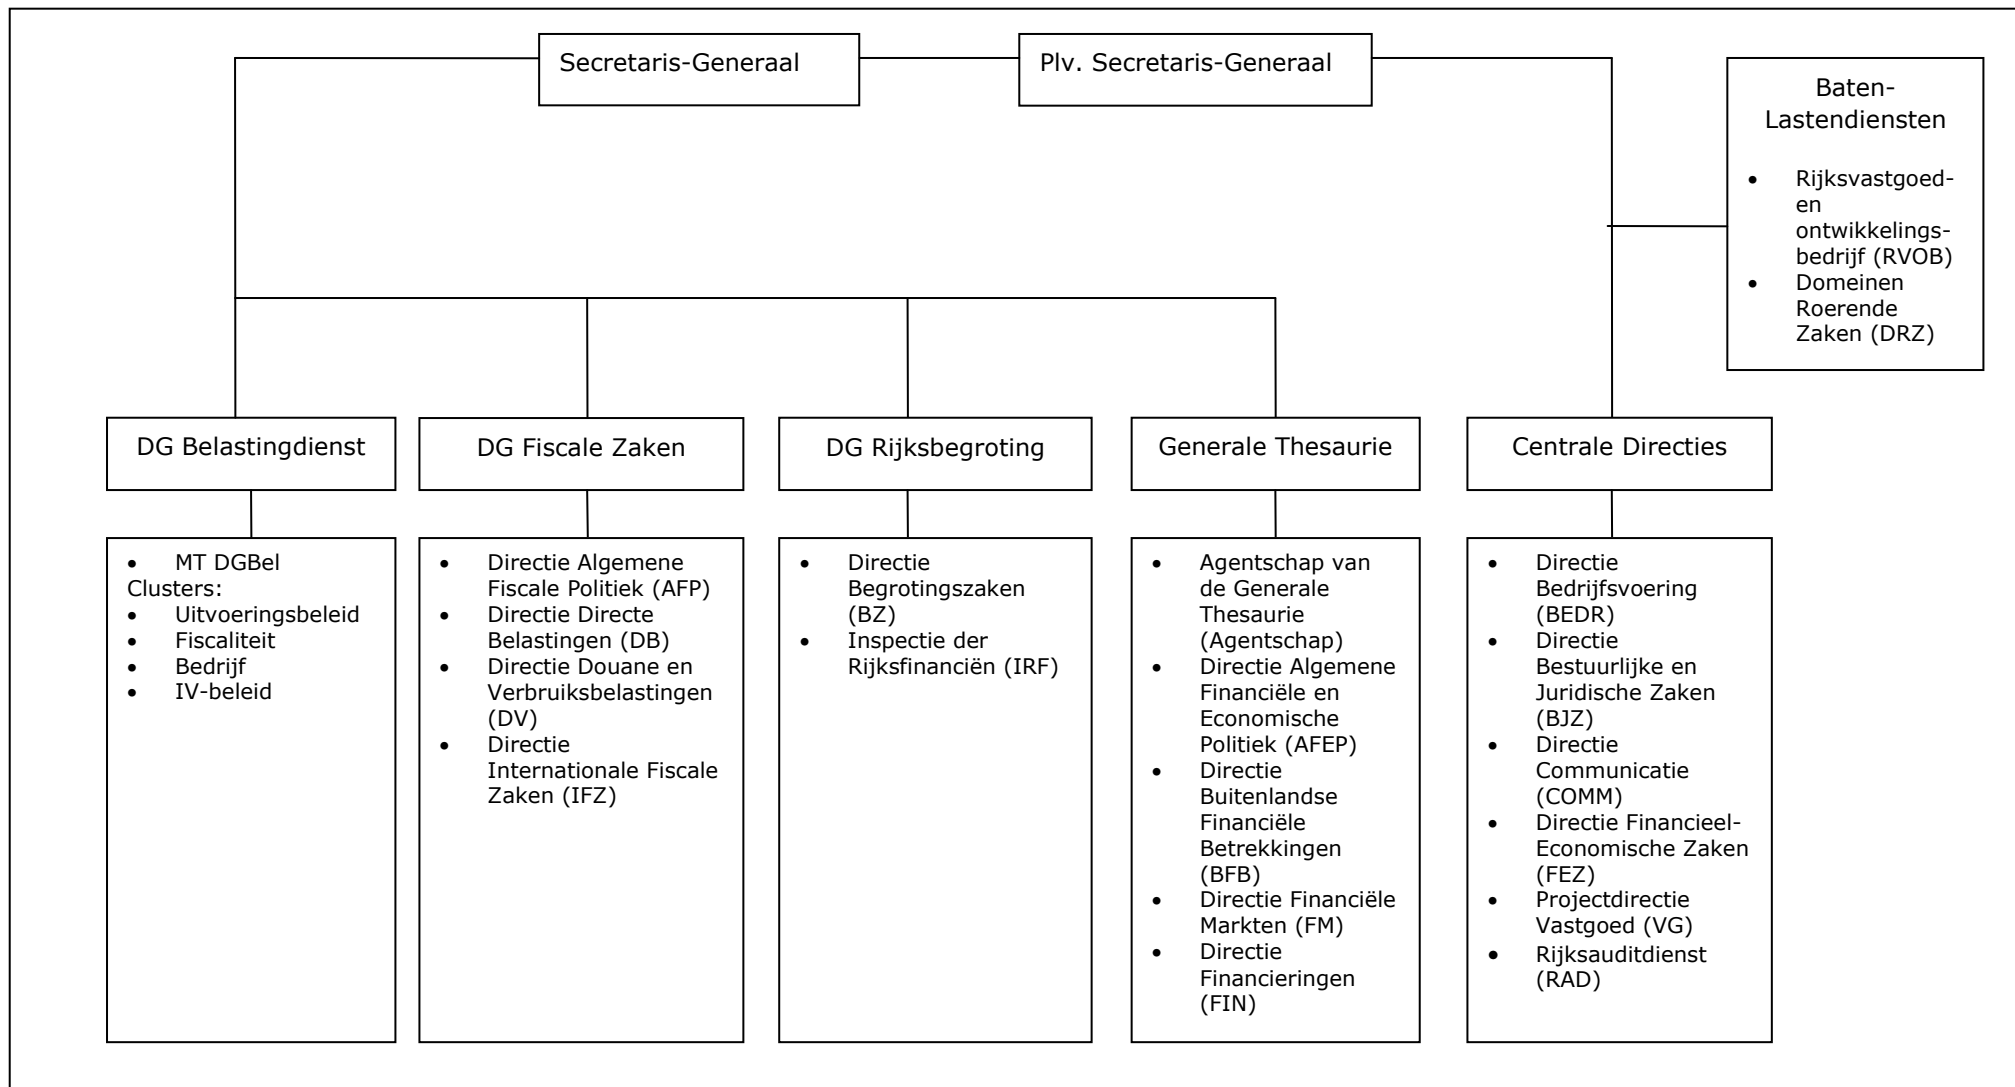 Secretaris-Generaal
Plv. Secretaris-Generaal
Baten-
Lastendiensten
• Rijksvastgoed-
en
ontwikkelings-
bedrijf (RVOB)
• Domeinen
Roerende
Zaken (DRZ)
DG Belastingdienst
DG Fiscale Zaken
DG Rijksbegroting
Generale Thesaurie
Centrale Directies
• MT DGBel
Clusters:
• Uitvoeringsbeleid
• Fiscaliteit
• Bedrijf
• IV-beleid
• Directie Algemene
Fiscale Politiek (AFP)
• Directie Directe
Belastingen (DB)
• Directie Douane en
Verbruiksbelastingen
(DV)
• Directie
Internationale Fiscale
Zaken (IFZ)
• Directie
Begrotingszaken
(BZ)
• Inspectie der
Rijksfinanciën (IRF)
• Agentschap van
de Generale
Thesaurie
(Agentschap)
• Directie Algemene
Financiële en
Economische
Politiek (AFEP)
• Directie
Buitenlandse
Financiële
Betrekkingen
(BFB)
• Directie Financiële
Markten (FM)
• Directie
Financieringen
(FIN)
• Directie
Bedrijfsvoering
(BEDR)
• Directie
Bestuurlijke en
Juridische Zaken
(BJZ)
• Directie
Communicatie
(COMM)
• Directie Financieel-
Economische Zaken
(FEZ)
• Projectdirectie
Vastgoed (VG)
• Rijksauditdienst
(RAD)